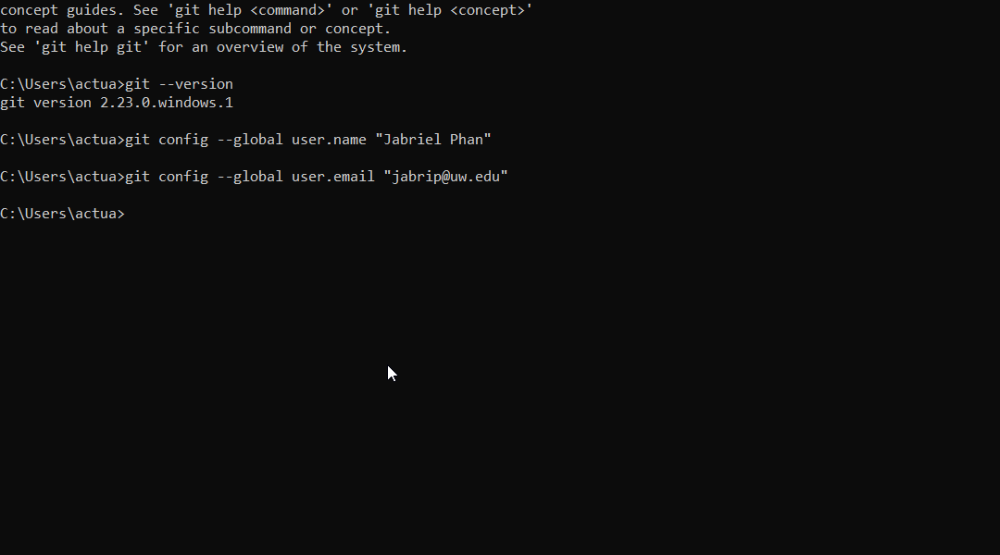 concept guides. See 'git help <command>' or 'git help <concept>'
to read about a specific subcommand or concept.
See 'git help git' for an overview of the system.
C:\Users\actua>git --version
git version 2.23.0.windows.1
C:\Users\actua>git config --global user.name "Jabriel Phan"
C:\Users\actua>git config --global user.email "jabrip@uw.edu"
C:\Users\actua>